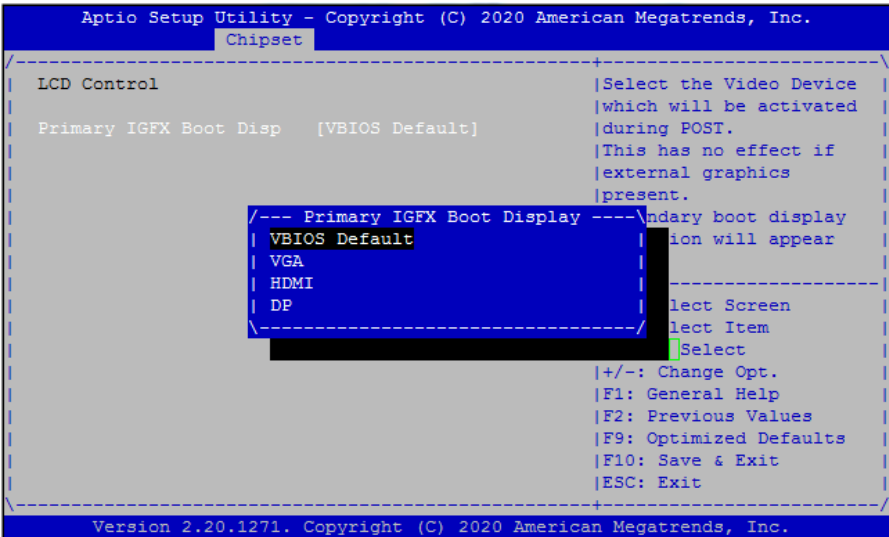 Aptio Setup Utility – Copyright (C) 2020 American Megatrends, Inc.
Chipset
LCD Control
Primary IGFX Boot Disp [VBIOS Default]
Select the Video Device
which will be activated
during POST.
This has no effect if
external graphics
present.
ndary boot display
ion will appear
--- Primary IGFX Boot Display ----
VBIOS Default
VGA
HDMI
DP
lect Screen
lect Item
Select
+/-: Change Opt.
F1: General Help
F2: Previous Values
F9: Optimized Defaults
F10: Save & Exit
ESC: Exit
Version 2.20.1271. Copyright (C) 2020 American Megatrends, Inc.